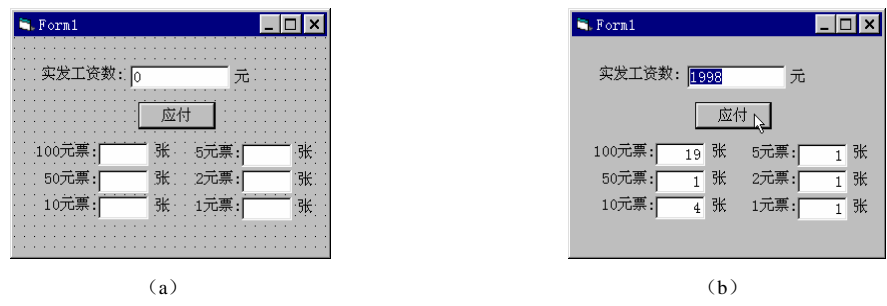 Form1
实发工资数: 0 元
应付
100元票: 张 5元票: 张
50元票: 张 2元票: 张
10元票: 张 1元票: 张
(a)
Form1
实发工资数: 1998 元
应付
100元票: 19 张 5元票: 1 张
50元票: 1 张 2元票: 1 张
10元票: 4 张 1元票: 1 张
(b)